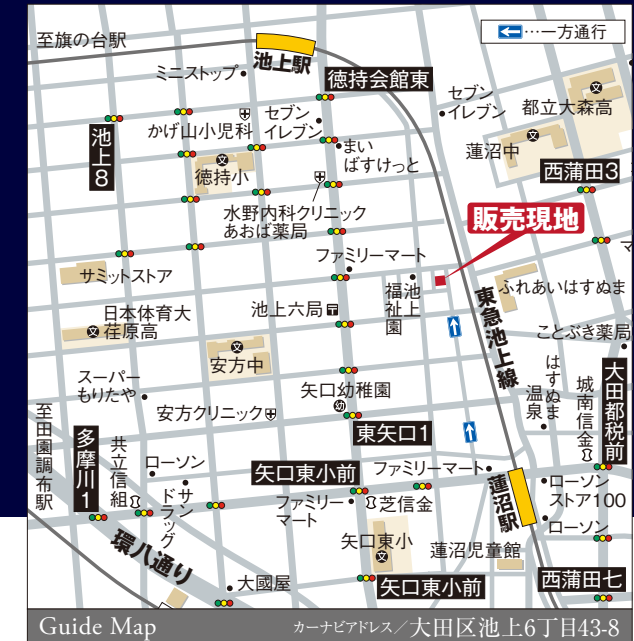 至旗の台駅
池上駅
…一方通行
ミニストップ
徳持会館東
セブン
イレブン
都立大森高
池上8
かげ山小児科
セブン
イレブン
まい
ばすけっと
蓮沼中
徳持小
西蒲田3
水野内科クリニック
あおば薬局
販売現地
ファミリーマート
マ
サミットストア
福祉
池上園
ふれあいはすぬま
日本体育大
荏原高
池上六局
東急池上線
ことぶき薬局
安方中
はすぬま
温泉
城南信金
大田都税前
スーパー
もりたや
矢口幼稚園
幼
安方クリニック
東矢口1
至田園調布駅
多摩川1
共立信組
ローソン
サン
ドラッグ
矢口東小前
ファミリーマート
蓮沼駅
ローソン
ストア100
ファミリー
マート
芝信金
ローソン
環八通り
矢口東小
蓮沼児童館
大國屋
矢口東小前
西蒲田七
Guide Map
カーナビアドレス／大田区池上6丁目43-8